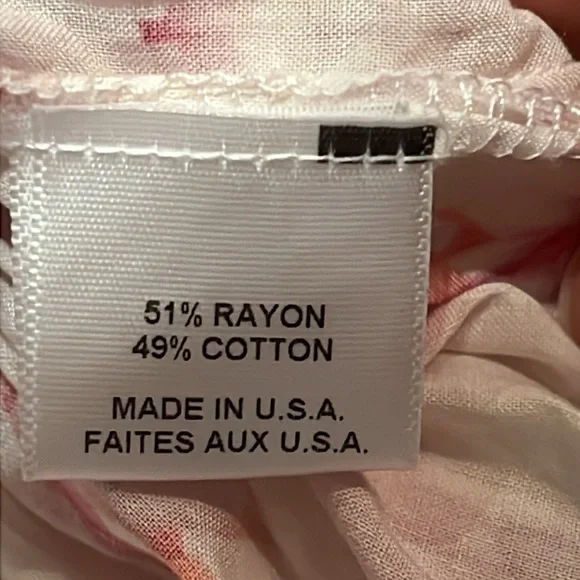 51% RAYON
49% COTTON
MADE IN U.S.A.
FAITES AUX U.S.A.